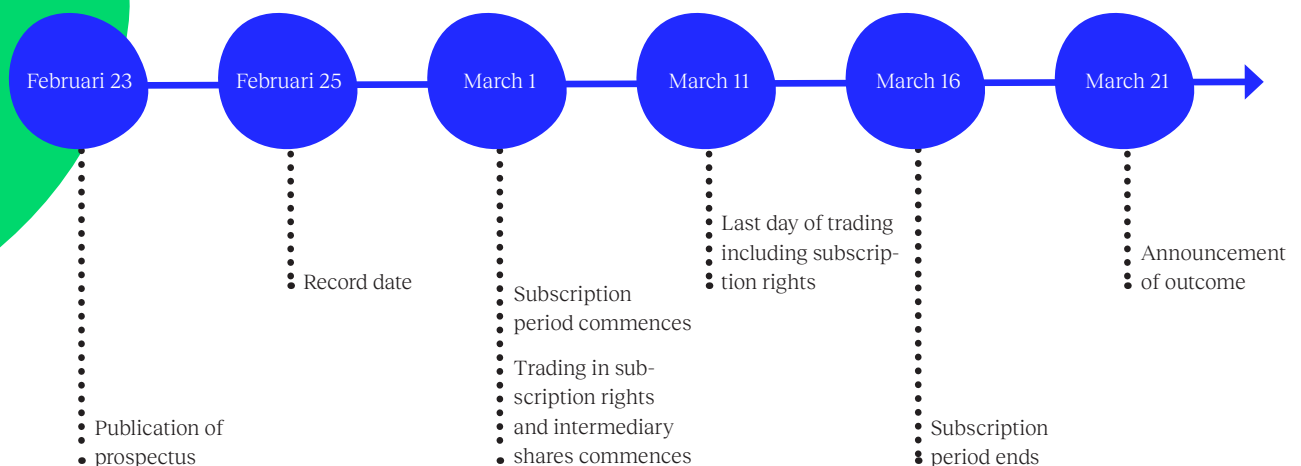 Februari 23
Februari 25
March 1
March 11
March 16
March 21
Publication of
prospectus
Record date
Subscription
period commences
Trading in sub-
scription rights
and intermediary
shares commences
Last day of trading
including subscrip-
tion rights
Subscription
period ends
Announcement
of outcome